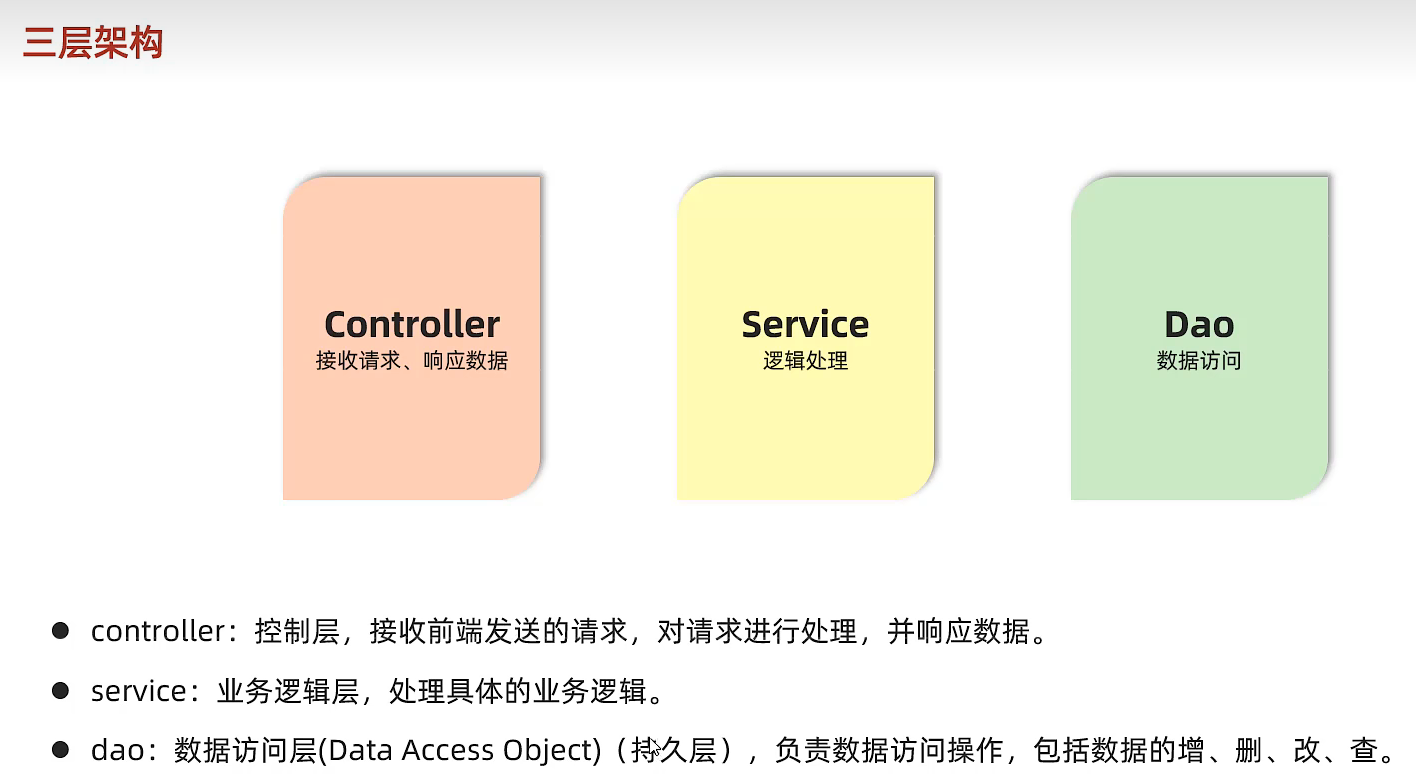 三层架构
Controller
接收请求、响应数据
Service
逻辑处理
Dao
数据访问
● controller：控制层，接收前端发送的请求，对请求进行处理，并响应数据。
● service：业务逻辑层，处理具体的业务逻辑。
● dao：数据访问层(Data Access Object)（持久层），负责数据访问操作，包括数据的增、删、改、查。